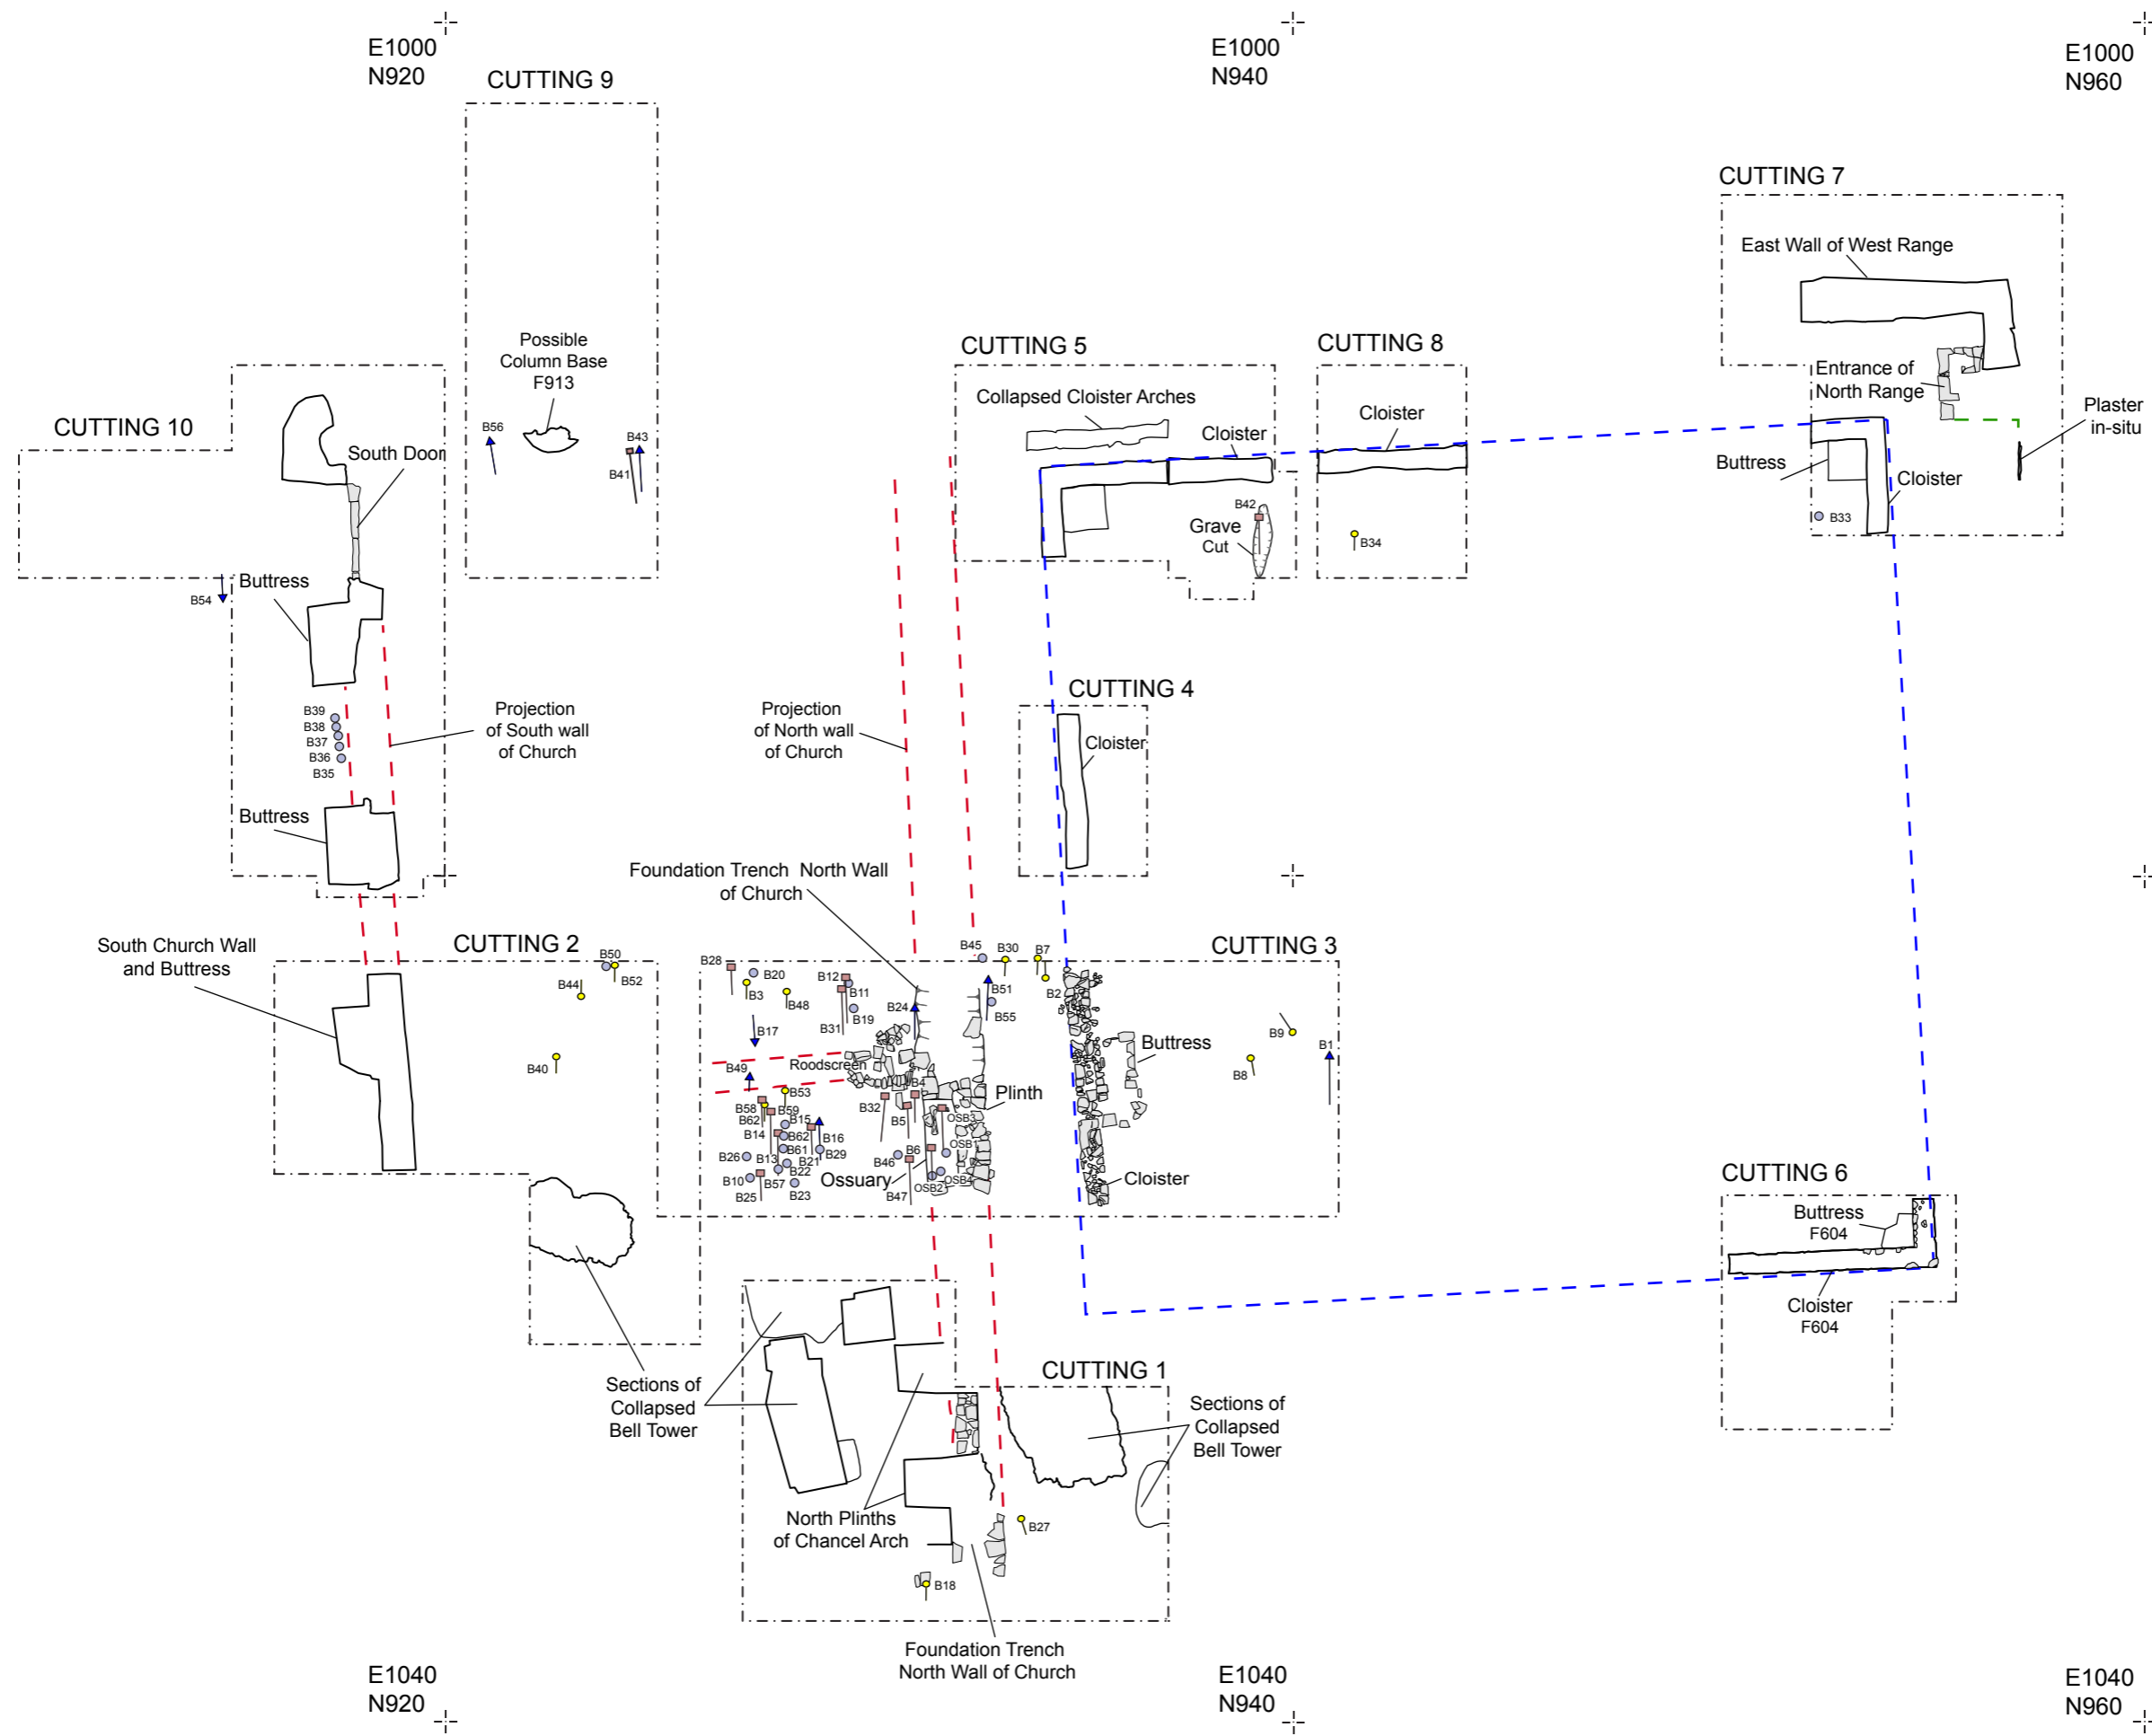 E1000
N920
E1000
N940
E1000
N960
CUTTING 9
CUTTING 7
East Wall of West Range
Possible
Column Base
F913
CUTTING 5
CUTTING 8
Collapsed Cloister Arches
Cloister
Cloister
Entrance of
North Range
Plaster
in-situ
CUTTING 10
South Door
B56
B43
B41
Buttress
Cloister
B42
Grave
Cut
B34
B33
Buttress
B54
CUTTING 4
Cloister
B39
B38
B37
B36
B35
Projection
of South wall
of Church
Projection
of North wall
of Church
Buttress
Foundation Trench North Wall
of Church
South Church Wall
and Buttress
CUTTING 2
CUTTING 3
B50
B52
B44
B40
B28
B20
B3
B48
B12
B11
B19
B31
B17
B24
B45
B30
B7
B2
B51
B55
B9
B8
B1
Roodscreen
Buttress
Plinth
B49
B53
B58
B59
B62
B15
B14
B62
B16
B61
B13
B21
B29
B26
B22
B10
B57
B25
B23
B32
B4
B5
OSB3
OSB1
B6
B46
Ossuary
OSB2
OSB4
B47
Cloister
CUTTING 6
Buttress
F604
Cloister
F604
Sections of
Collapsed
Bell Tower
CUTTING 1
Sections of
Collapsed
Bell Tower
North Plinths
of Chancel Arch
B27
B18
Foundation Trench
North Wall of Church
E1040
N920
E1040
N940
E1040
N960